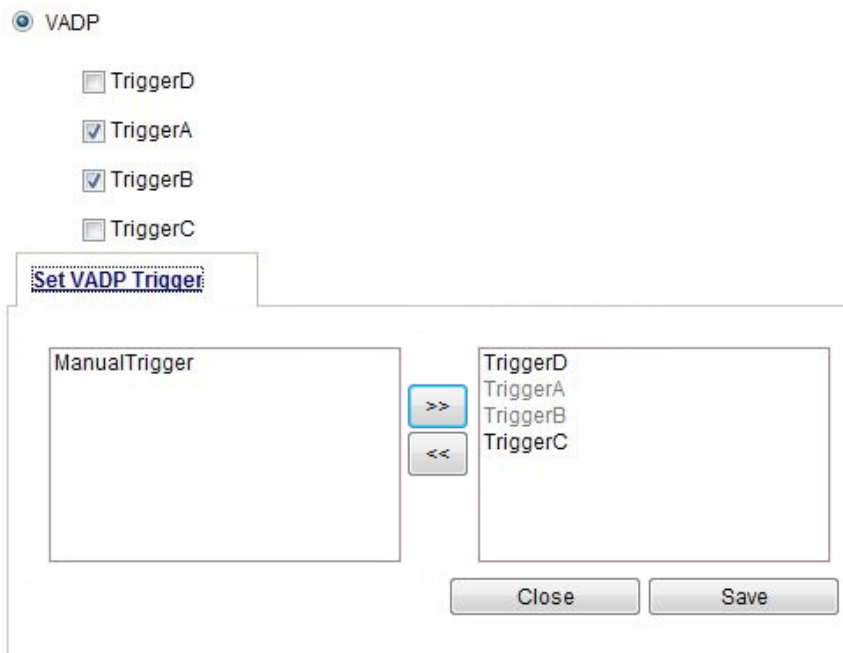 VADP
TriggerD
TriggerA
TriggerB
TriggerC
Set VADP Trigger
ManualTrigger
>>
<<
TriggerD
TriggerA
TriggerB
TriggerC
Close
Save